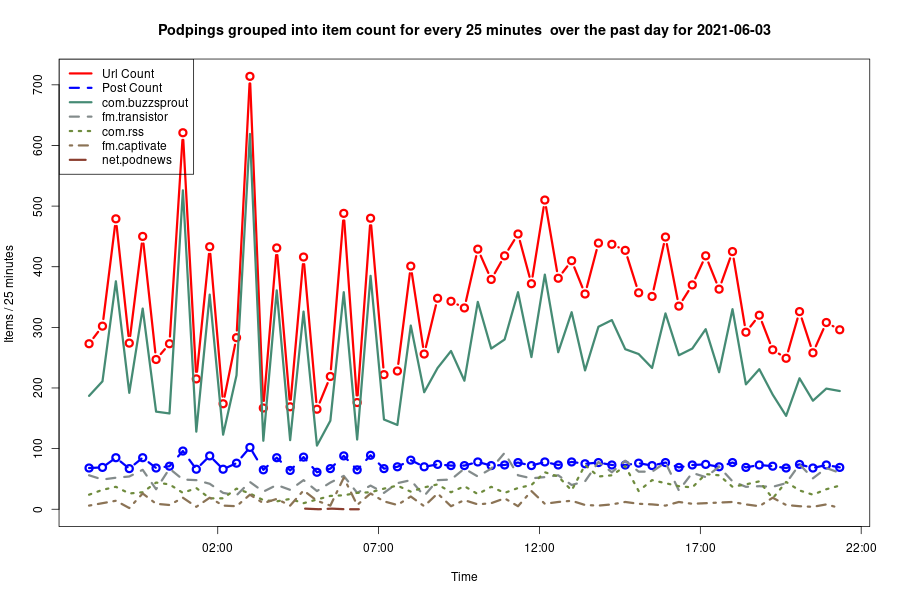 Podpings grouped into item count for every 25 minutes  over the past day for 2021-06-03
Url Count
Post Count
com.buzzsprout
fm.transistor
com.rss
fm.captivate
net.podnews
Items / 25 minutes
700
600
500
400
300
200
100
0
02:00 07:00 12:00 17:00 22:00
Time